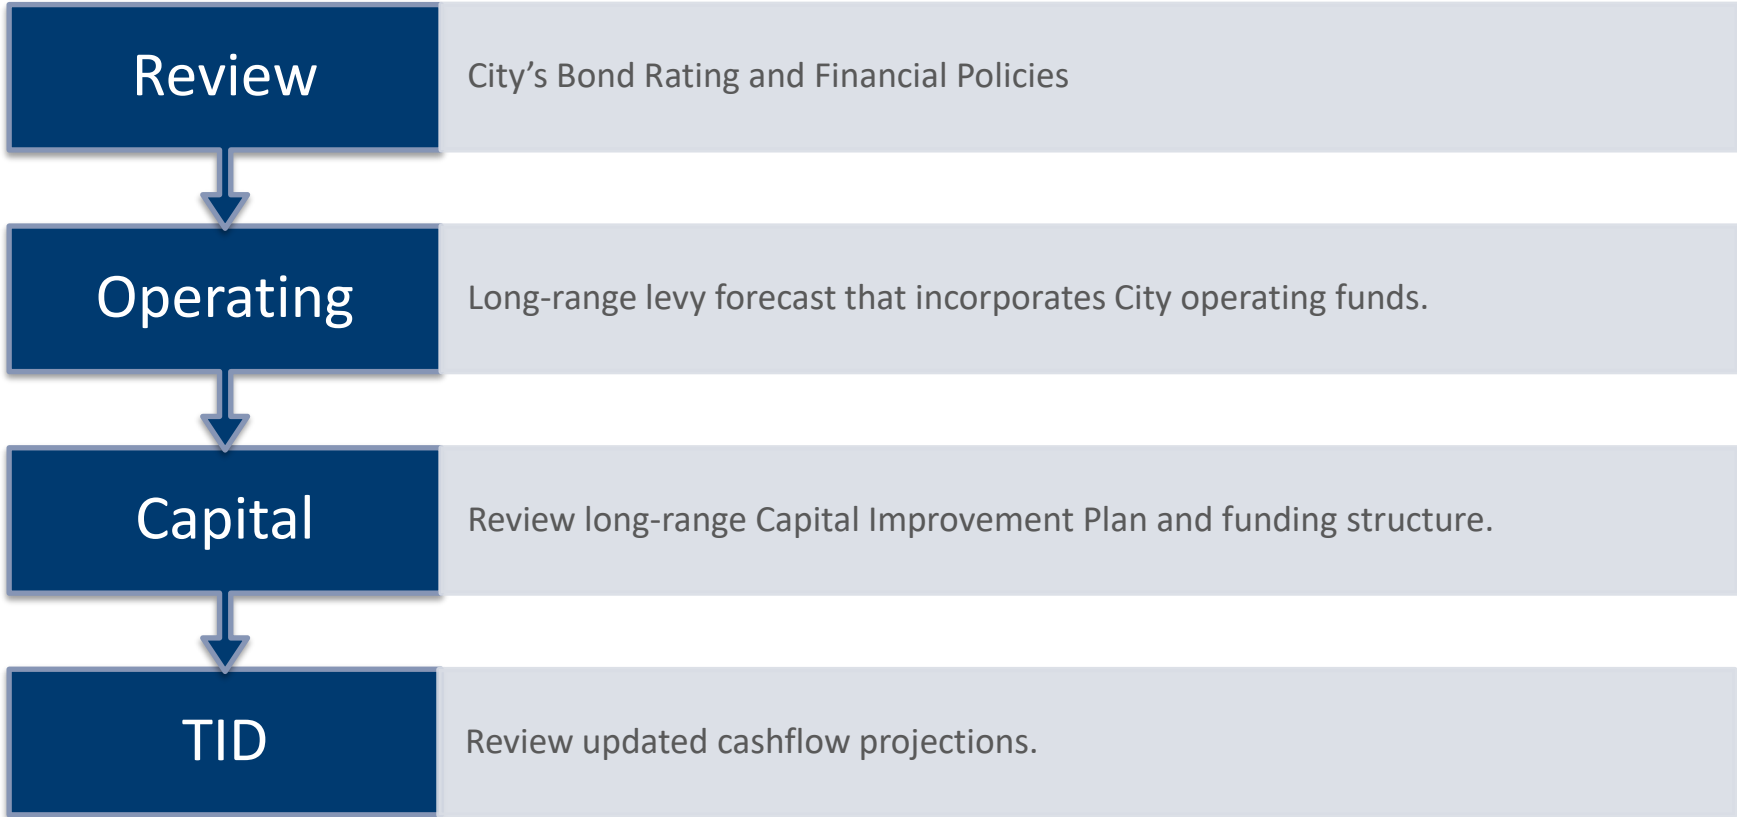 Review
City’s Bond Rating and Financial Policies
Operating
Long-range levy forecast that incorporates City operating funds.
Capital
Review long-range Capital Improvement Plan and funding structure.
TID
Review updated cashflow projections.